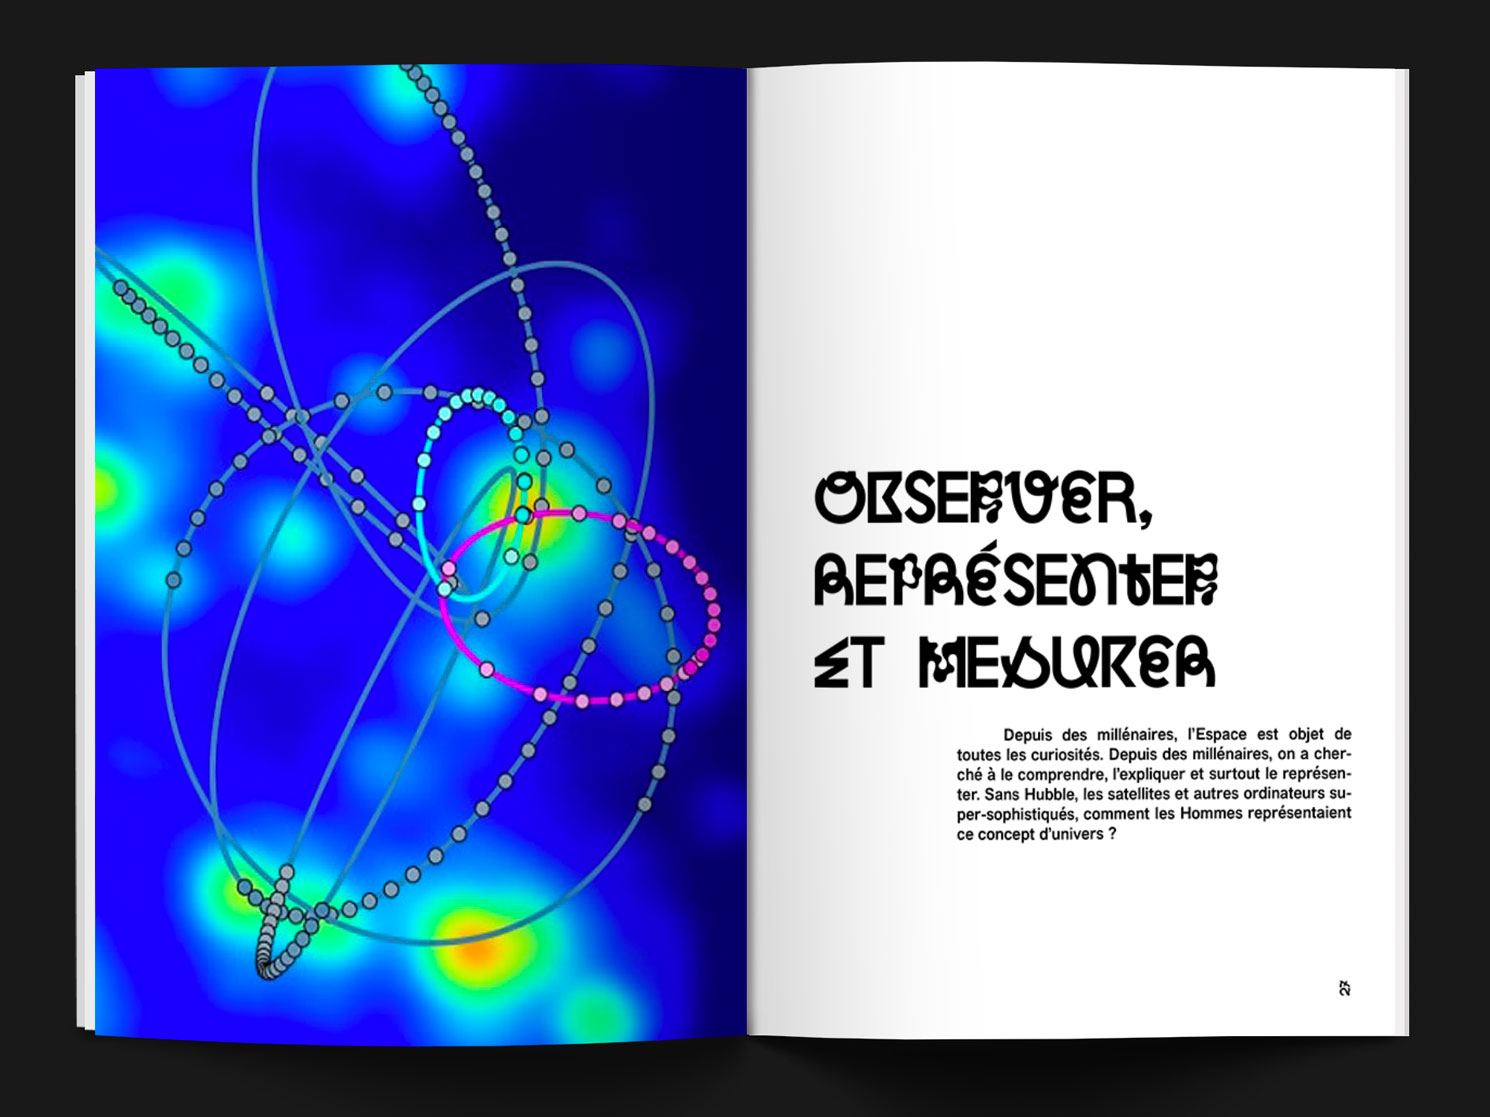 OBSERVER,
REPRÉSENTER
ET MESURER
Depuis des millénaires, l'Espace est objet de
toutes les curiosités. Depuis des millénaires, on a cher-
ché à le comprendre, l'expliquer et surtout le représen-
ter. Sans Hubble, les satellites et autres ordinateurs su-
per-sophistiqués, comment les Hommes représentaient
ce concept d'univers ?
27